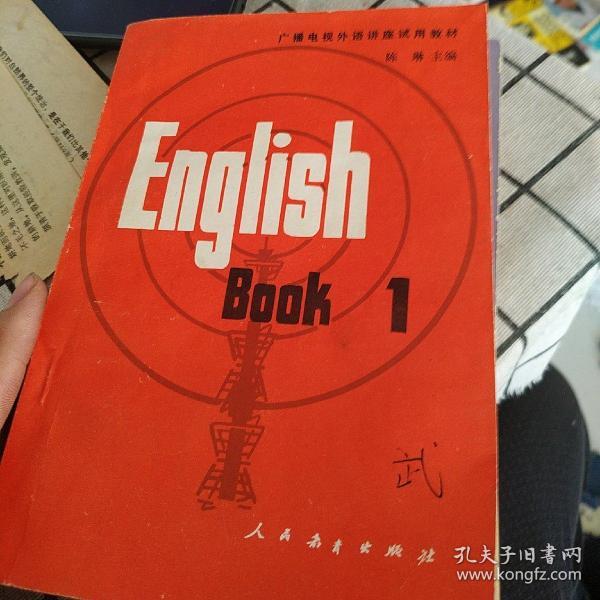 广播电视外语讲座试用教材
陈琳 主编
English
Book 1
武
人民教育出版社
孔夫子旧书网
www.kongfz.com